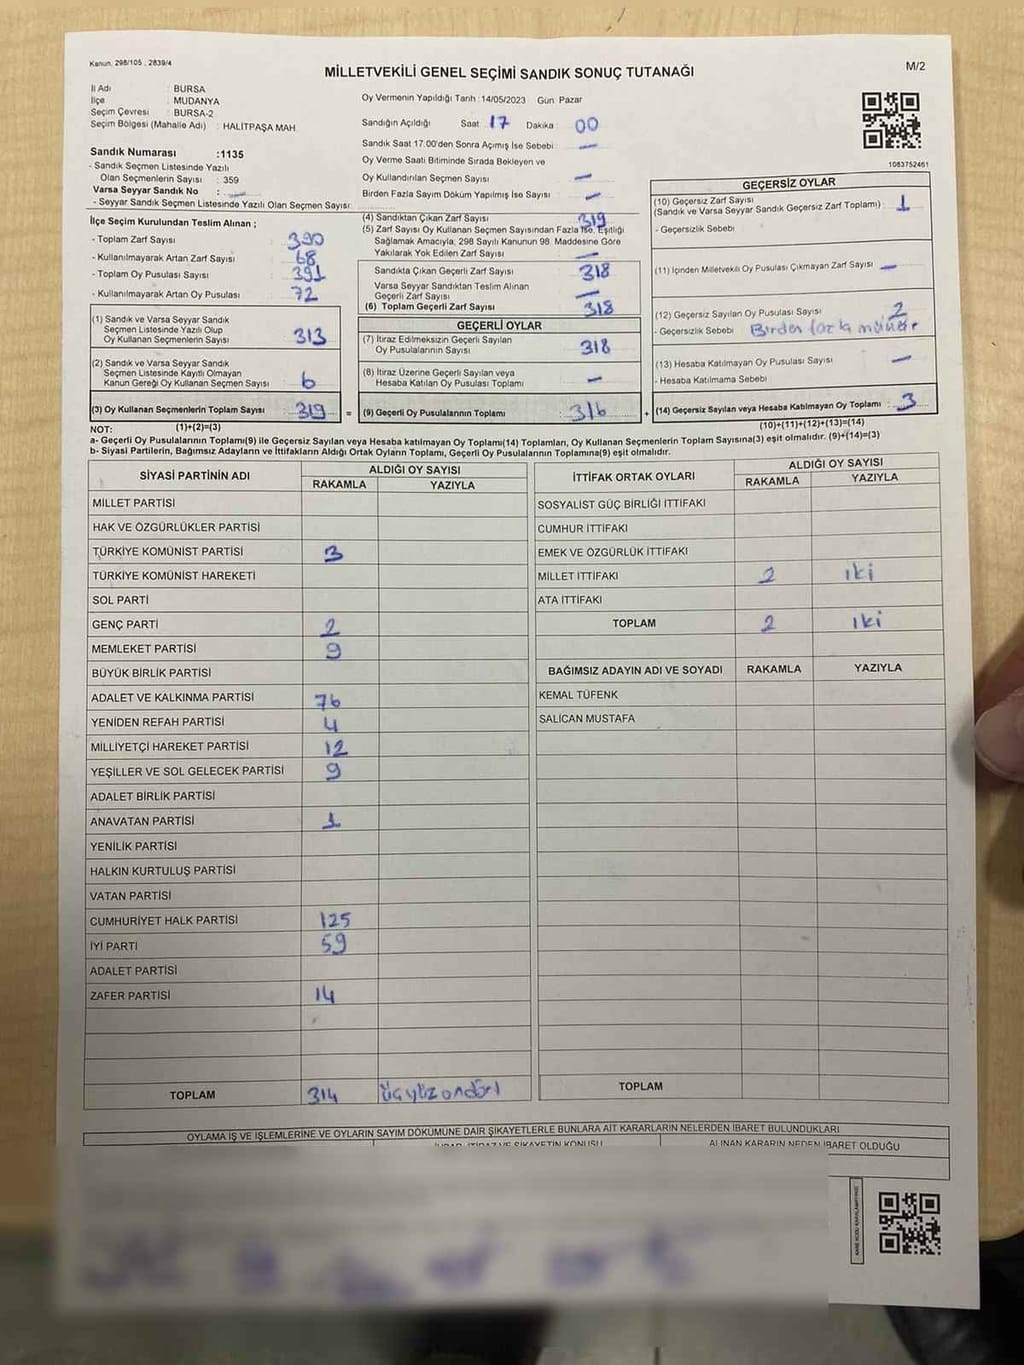 Kanun. 298/105 , 2839/4
MİLLETVEKİLİ GENEL SEÇİMİ SANDIK SONUÇ TUTANAĞI
M/2
İl Adı : BURSA
İlçe : MUDANYA
Seçim Çevresi : BURSA-2
Seçim Bölgesi (Mahalle Adı) : HALİTPAŞA MAH.
Sandık Numarası :1135
- Sandık Seçmen Listesinde Yazılı
Olan Seçmenlerin Sayısı : 359
Varsa Seyyar Sandık No : —
- Seyyar Sandık Seçmen Listesinde Yazılı Olan Seçmen Sayısı:
Oy Vermenin Yapıldığı Tarih :14/05/2023 Gün Pazar
Sandığın Açıldığı Saat 17 Dakika 00
Sandık Saat 17:00'den Sonra Açımış İse Sebebi : —
Oy Verme Saati Bitiminde Sırada Bekleyen ve
Oy Kullandırılan Seçmen Sayısı : —
Birden Fazla Sayım Döküm Yapılmış İse Sayısı : —
1083752461
İlçe Seçim Kurulundan Teslim Alınan ;
- Toplam Zarf Sayısı : 390
- Kullanılmayarak Artan Zarf Sayısı : 68
- Toplam Oy Pusulası Sayısı : 391
- Kullanılmayarak Artan Oy Pusulası : 72
(1) Sandık ve Varsa Seyyar Sandık
Seçmen Listesinde Yazılı Olup
Oy Kullanan Seçmenlerin Sayısı : 313
(2) Sandık ve Varsa Seyyar Sandık
Seçmen Listesinde Kayıtlı Olmayan
Kanun Gereği Oy Kullanan Seçmen Sayısı : 6
(3) Oy Kullanan Seçmenlerin Toplam Sayısı : 319
(1)+(2)=(3)
(4) Sandıktan Çıkan Zarf Sayısı : 319
(5) Zarf Sayısı Oy Kullanan Seçmen Sayısından Fazla İse, Eşitliği
Sağlamak Amacıyla, 298 Sayılı Kanunun 98. Maddesine Göre
Yakılarak Yok Edilen Zarf Sayısı : —
Sandıkta Çıkan Geçerli Zarf Sayısı : 318
Varsa Seyyar Sandıktan Teslim Alınan
Geçerli Zarf Sayısı : —
(6) Toplam Geçerli Zarf Sayısı : 318
GEÇERLİ OYLAR
(7) İtiraz Edilmeksizin Geçerli Sayılan
Oy Pusulalarının Sayısı : 318
(8) İtiraz Üzerine Geçerli Sayılan veya
Hesaba Katılan Oy Pusulası Toplamı : —
= (9) Geçerli Oy Pusulalarının Toplamı : 316
GEÇERSİZ OYLAR
(10) Geçersiz Zarf Sayısı
(Sandık ve Varsa Seyyar Sandık Geçersiz Zarf Toplamı) : 1
- Geçersizlik Sebebi
(11) İçinden Milletvekili Oy Pusulası Çıkmayan Zarf Sayısı : —
(12) Geçersiz Sayılan Oy Pusulası Sayısı : 2
- Geçersizlik Sebebi Birden fazla mühür
(13) Hesaba Katılmayan Oy Pusulası Sayısı : —
- Hesaba Katılmama Sebebi
+ (14) Geçersiz Sayılan veya Hesaba Katılmayan Oy Toplamı : 3
(10)+(11)+(12)+(13)=(14)
NOT:
a- Geçerli Oy Pusulalarının Toplamı(9) ile Geçersiz Sayılan veya Hesaba katılmayan Oy Toplamı(14) Toplamları, Oy Kullanan Seçmenlerin Toplam Sayısına(3) eşit olmalıdır. (9)+(14)=(3)
b- Siyasi Partilerin, Bağımsız Adayların ve İttifakların Aldığı Ortak Oyların Toplamı, Geçerli Oy Pusulalarının Toplamına(9) eşit olmalıdır.
SİYASİ PARTİNİN ADI ALDIĞI OY SAYISI
RAKAMLA YAZIYLA
MİLLET PARTİSİ
HAK VE ÖZGÜRLÜKLER PARTİSİ
TÜRKİYE KOMÜNİST PARTİSİ 3
TÜRKİYE KOMÜNİST HAREKETİ
SOL PARTİ
GENÇ PARTİ 2
MEMLEKET PARTİSİ 9
BÜYÜK BİRLİK PARTİSİ
ADALET VE KALKINMA PARTİSİ 76
YENİDEN REFAH PARTİSİ 4
MİLLİYETÇİ HAREKET PARTİSİ 12
YEŞİLLER VE SOL GELECEK PARTİSİ 9
ADALET BİRLİK PARTİSİ
ANAVATAN PARTİSİ 1
YENİLİK PARTİSİ
HALKIN KURTULUŞ PARTİSİ
VATAN PARTİSİ
CUMHURİYET HALK PARTİSİ 125
İYİ PARTİ 59
ADALET PARTİSİ
ZAFER PARTİSİ 14
TOPLAM 314 üçyüzondört
İTTİFAK ORTAK OYLARI ALDIĞI OY SAYISI
RAKAMLA YAZIYLA
SOSYALİST GÜÇ BİRLİĞİ İTTİFAKI
CUMHUR İTTİFAKI
EMEK VE ÖZGÜRLÜK İTTİFAKI
MİLLET İTTİFAKI 2 iki
ATA İTTİFAKI
TOPLAM 2 iki
BAĞIMSIZ ADAYIN ADI VE SOYADI RAKAMLA YAZIYLA
KEMAL TÜFENK
SALİCAN MUSTAFA
TOPLAM
OYLAMA İŞ VE İŞLEMLERİNE VE OYLARIN SAYIM DÖKÜMÜNE DAİR ŞİKAYETLERLE BUNLARA AİT KARARLARIN NELERDEN İBARET BULUNDUKLARI
İTİRAZ VE ŞİKAYETİN KONUSU ALINAN KARARIN NEDEN İBARET OLDUĞU